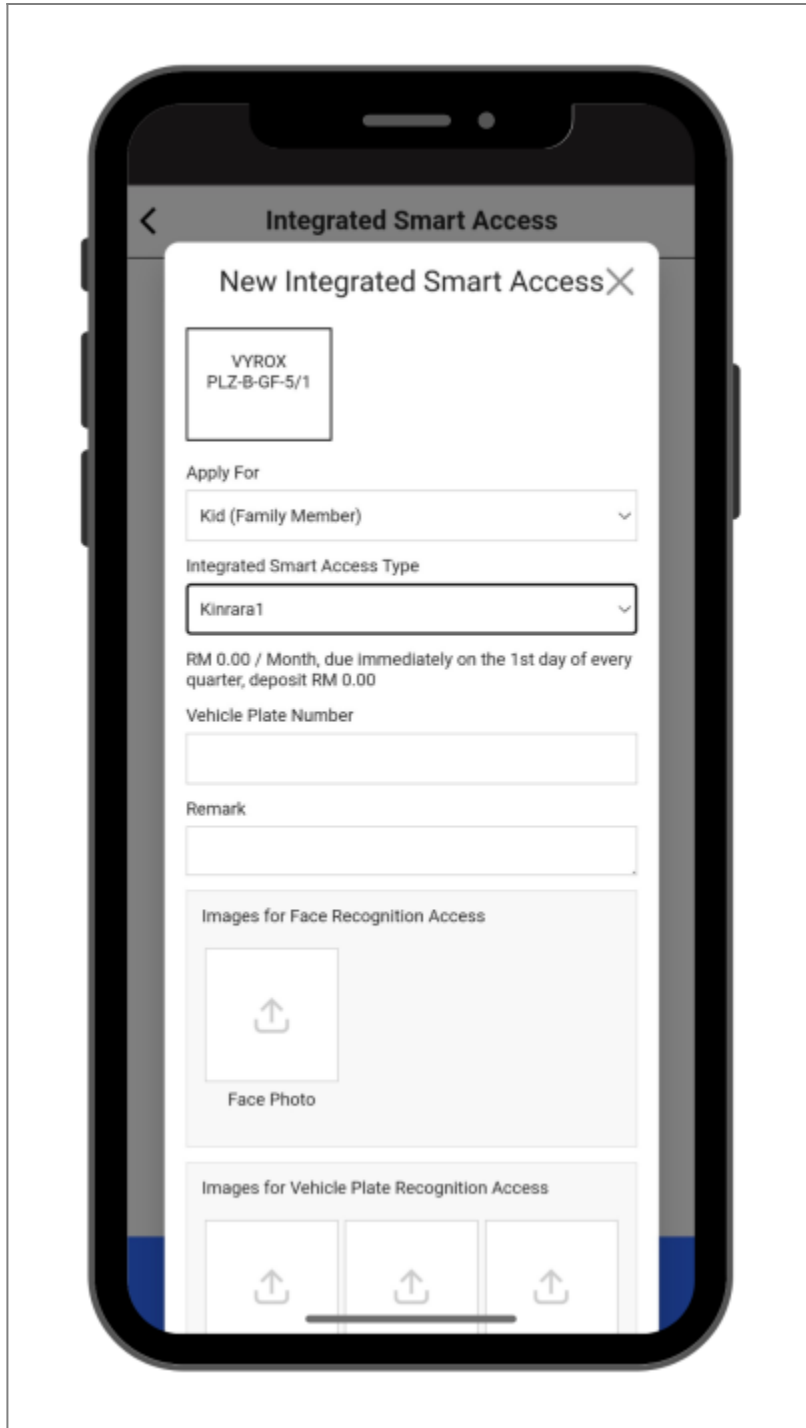 Integrated Smart Access
New Integrated Smart Access
VYROX
PLZ-B-GF-5/1
Apply For
Kid (Family Member)
Integrated Smart Access Type
Kinrara1
RM 0.00 / Month, due immediately on the 1st day of every
quarter, deposit RM 0.00
Vehicle Plate Number
Remark
Images for Face Recognition Access
Face Photo
Images for Vehicle Plate Recognition Access